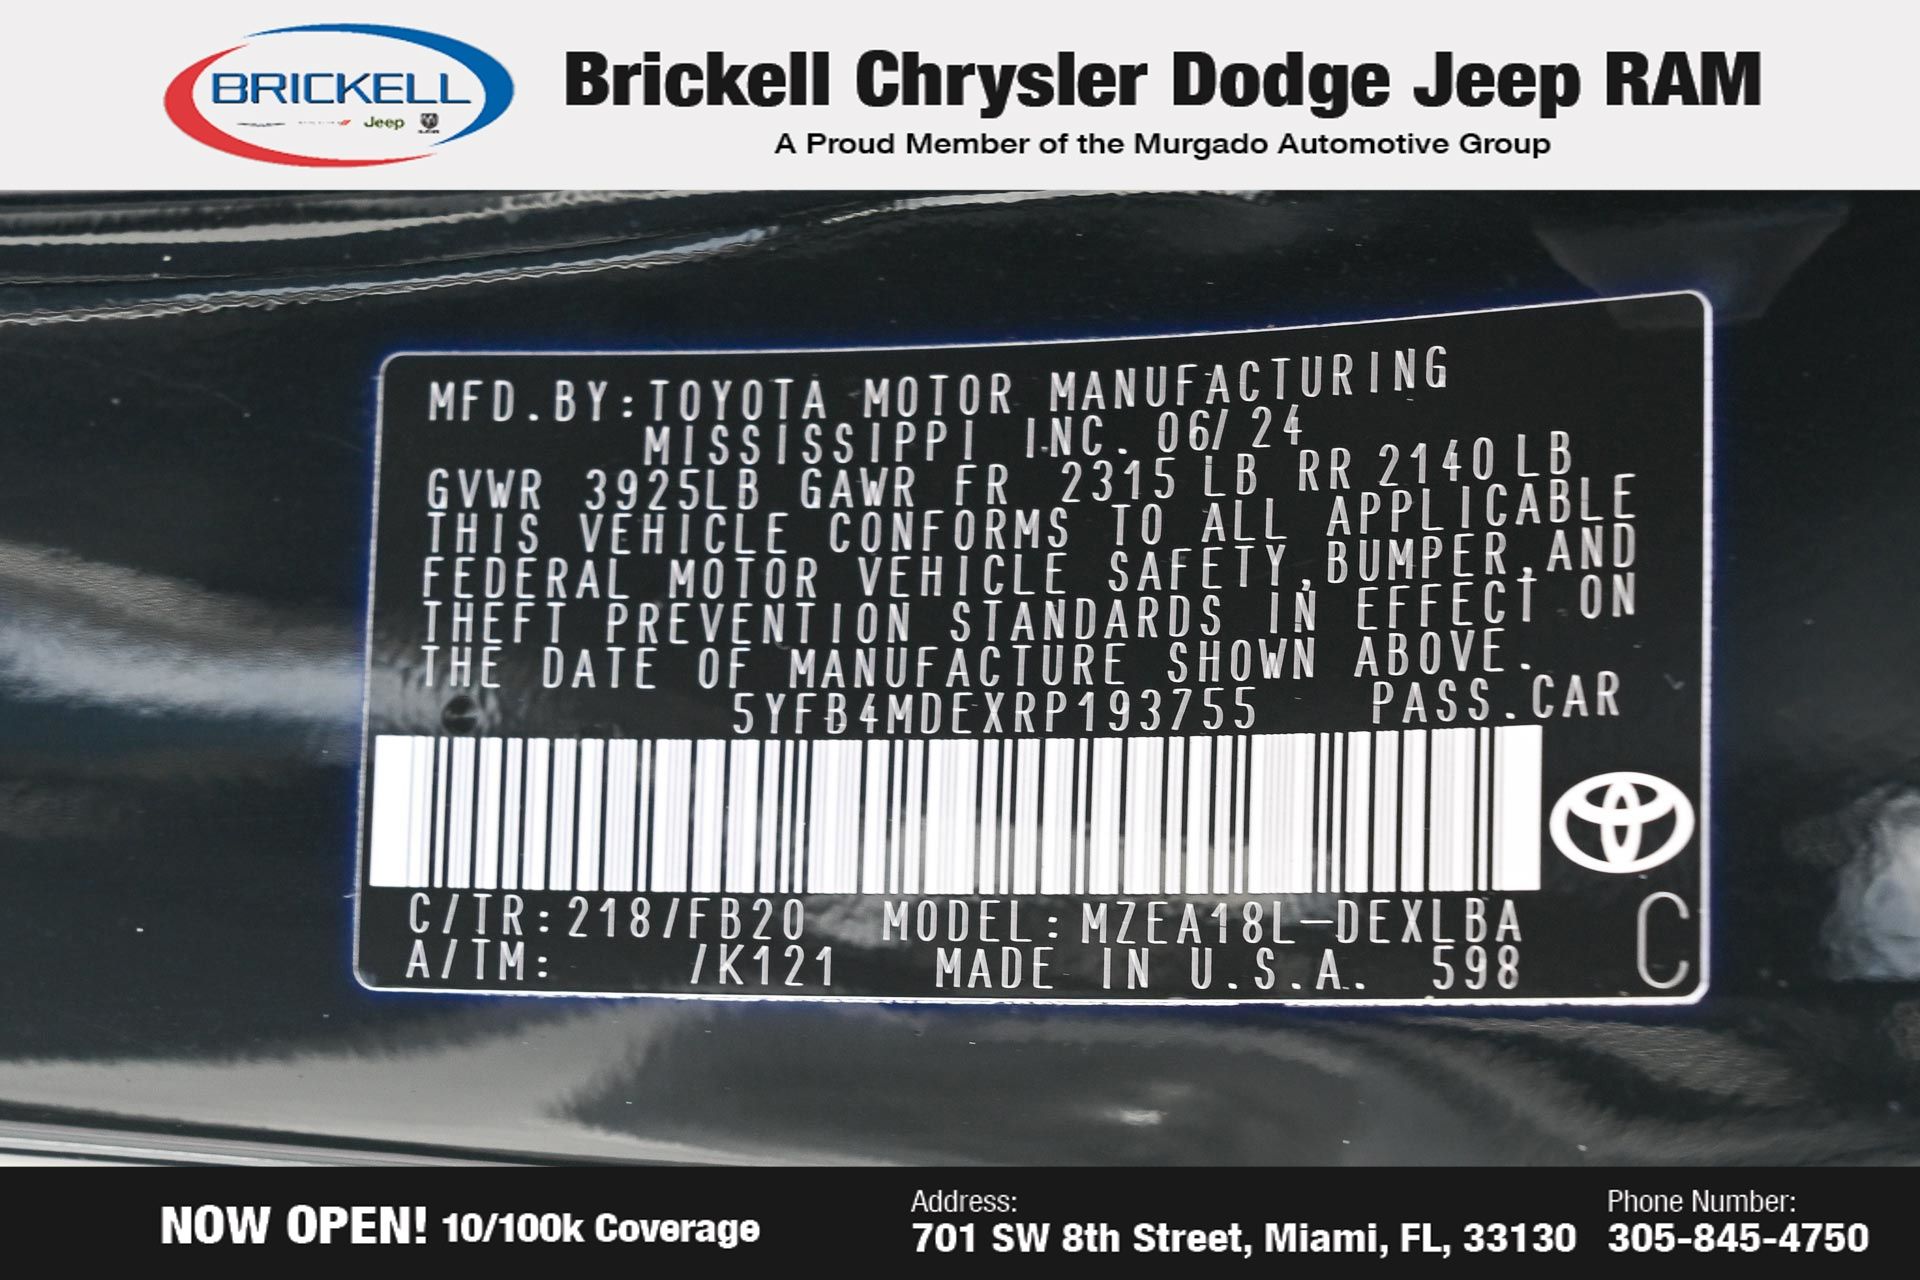 BRICKELL
Jeep
RAM
Brickell Chrysler Dodge Jeep RAM
A Proud Member of the Murgado Automotive Group
MFD.BY:TOYOTA MOTOR MANUFACTURING
MISSISSIPPI INC. 06/24
GVWR 3925LB GAWR FR 2315LB RR 2140LB
THIS VEHICLE CONFORMS TO ALL APPLICABLE
FEDERAL MOTOR VEHICLE SAFETY,BUMPER,AND
THEFT PREVENTION STANDARDS IN EFFECT ON
THE DATE OF MANUFACTURE SHOWN ABOVE.
5YFB4MDEXRP193755 PASS.CAR
C/TR:218/FB20 MODEL:MZEA18L-DEXLBA
A/TM: /K121 MADE IN U.S.A. 598
C
NOW OPEN! 10/100k Coverage
Address:
701 SW 8th Street, Miami, FL, 33130
Phone Number:
305-845-4750